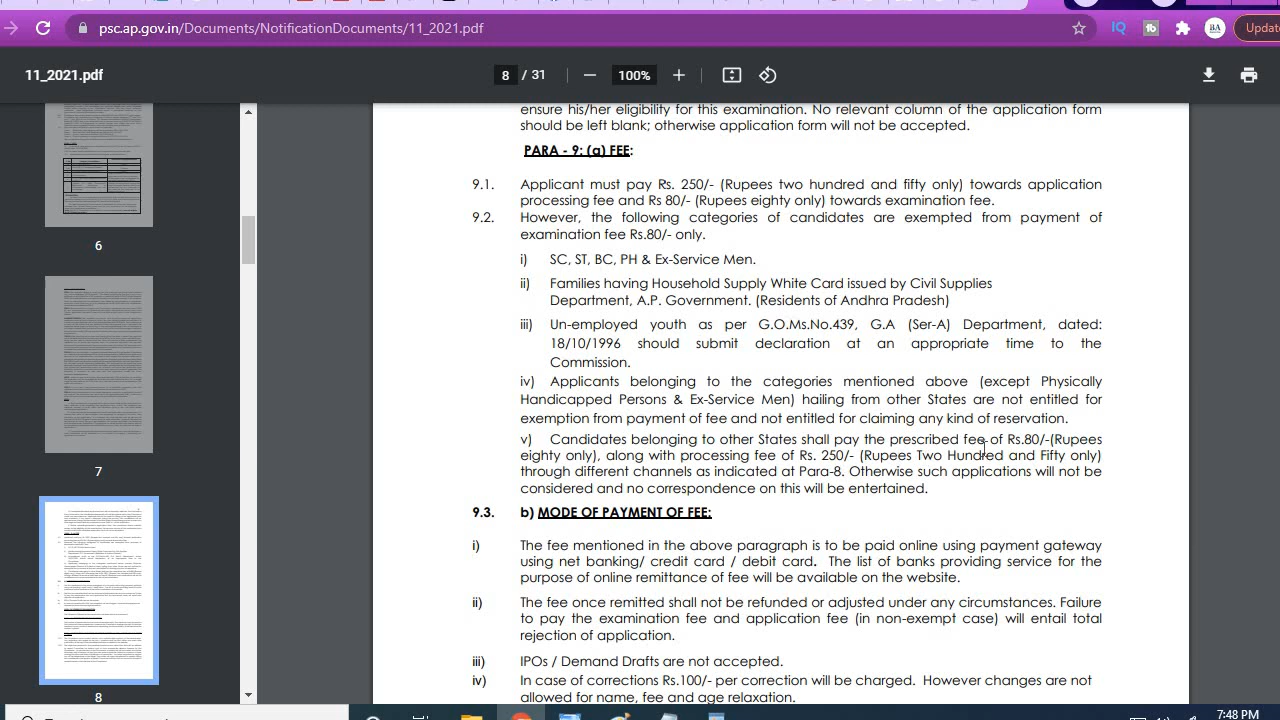 psc.ap.gov.in/Documents/NotificationDocuments/11_2021.pdf
IQ
BA
Updat
11_2021.pdf
8 / 31
100%
6
7
8
ensure his/her eligibility for this examination. No relevant column of the application form
should be left blank; otherwise application form will not be accepted.
PARA - 9: (a) FEE:
9.1. Applicant must pay Rs. 250/- (Rupees two hundred and fifty only) towards application
processing fee and Rs 80/- (Rupees eighty only) towards examination fee.
9.2. However, the following categories of candidates are exempted from payment of
examination fee Rs.80/- only.
i) SC, ST, BC, PH & Ex-Service Men.
ii) Families having Household Supply White Card issued by Civil Supplies
Department, A.P. Government. (Residents of Andhra Pradesh)
iii) Un-employed youth as per G.O.Ms.No.439, G.A (Ser-A) Department, dated:
18/10/1996 should submit declaration at an appropriate time to the
Commission.
iv) Applicants belonging to the categories mentioned above (except Physically
Handicapped Persons & Ex-Service Men) hailing from other States are not entitled for
exemption from payment of fee and not entitled for claiming any kind of reservation.
v) Candidates belonging to other States shall pay the prescribed fee of Rs.80/-(Rupees
eighty only), along with processing fee of Rs. 250/- (Rupees Two Hundred and Fifty only)
through different channels as indicated at Para-8. Otherwise such applications will not be
considered and no correspondence on this will be entertained.
9.3. b) MODE OF PAYMENT OF FEE:
i) The fee mentioned in the above paragraph is to be paid online using payment gateway
using net banking/ credit card / debit card. The list of banks providing service for the
purpose of online remittance of fee will be available on the website.
ii) The fee once remitted shall not be refunded or adjusted under any circumstances. Failure
to pay the examination fee and application fee (in non-exempt case) will entail total
rejection of application.
iii) IPOs / Demand Drafts are not accepted.
iv) In case of corrections Rs.100/- per correction will be charged. However changes are not
allowed for name, fee and age relaxation.
7:48 PM